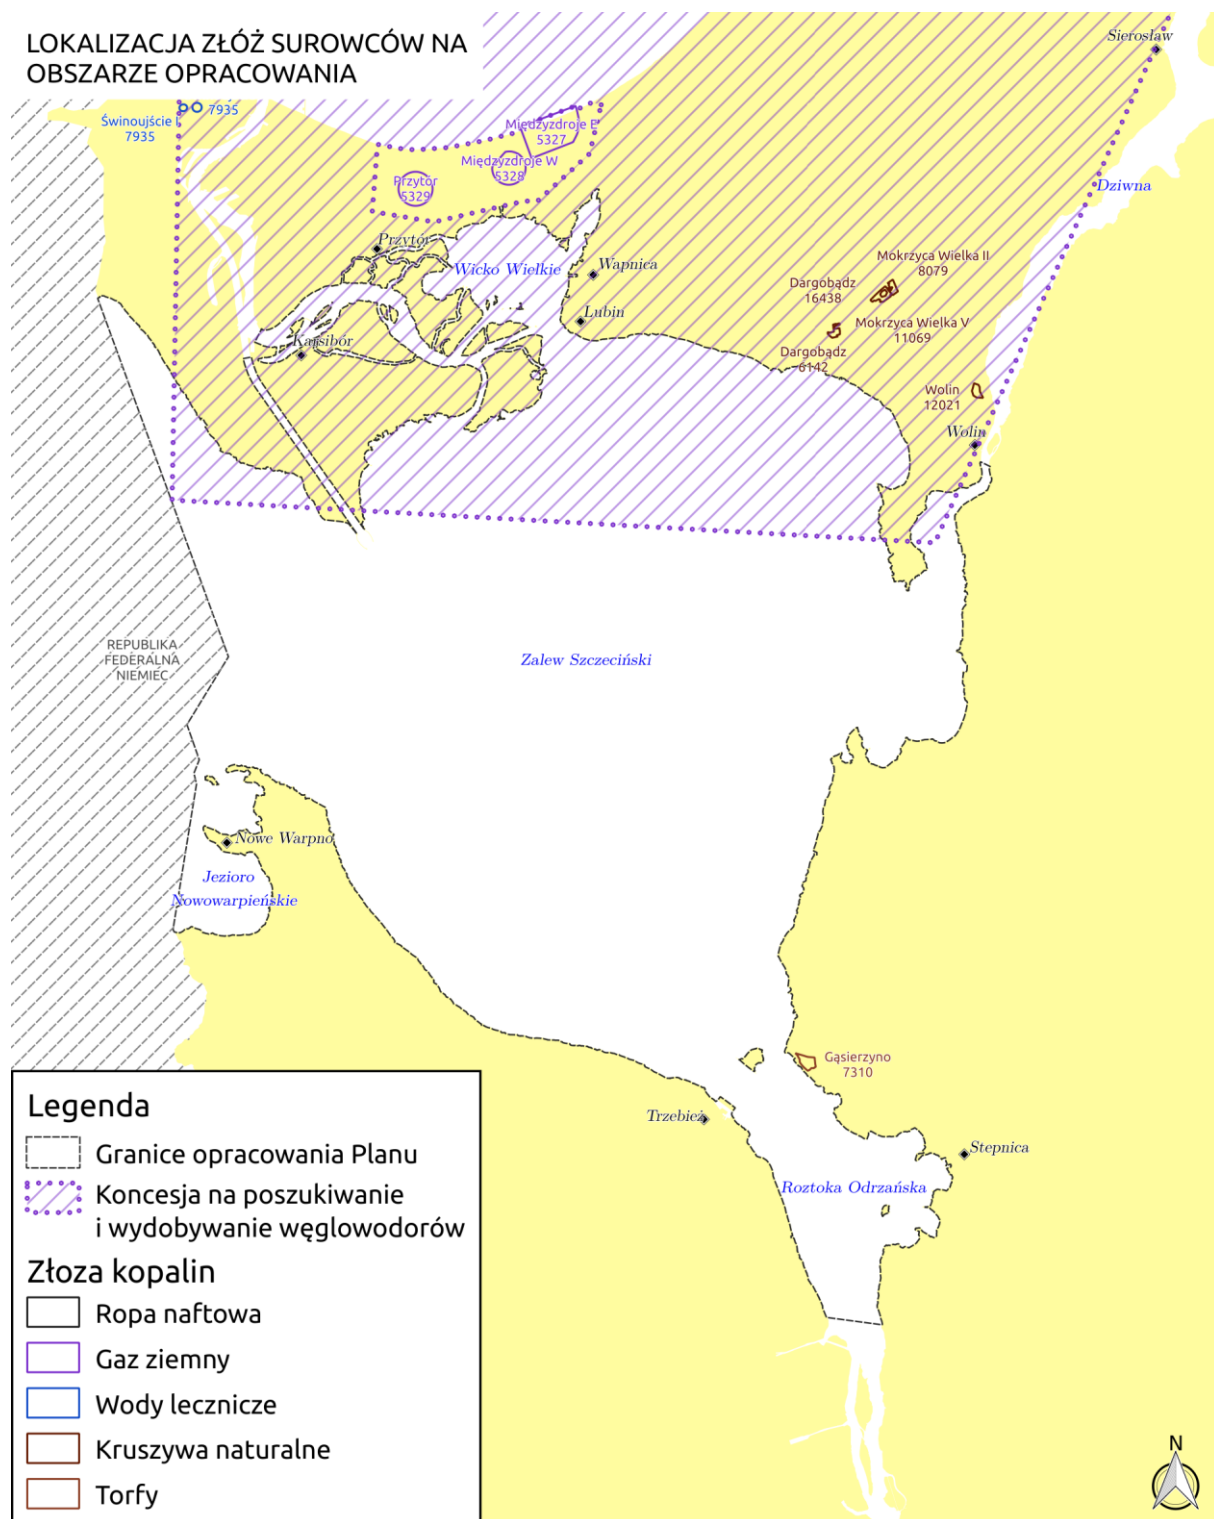 LOKALIZACJA ZŁÓŻ SUROWCÓW NA
OBSZARZE OPRACOWANIA
Sierosław
Świnoujście I
7935
7935
Międzyzdroje E
5327
Międzyzdroje W
5328
Przytór
5329
Dziwna
Przytór
Wicko Wielkie
Wapnica
Lubin
Karsibór
Mokrzyca Wielka II
8079
Dargobądz
16438
Mokrzyca Wielka V
11069
Dargobądz
6142
Wolin
12021
Wolin
REPUBLIKA
FEDERALNA
NIEMIEC
Zalew Szczeciński
Nowe Warpno
Jezioro
Nowowarpieńskie
Gąsierzyno
7310
Trzebież
Stepnica
Roztoka Odrzańska
Legenda
Granice opracowania Planu
Koncesja na poszukiwanie
i wydobywanie węglowodorów
Złoza kopalin
Ropa naftowa
Gaz ziemny
Wody lecznicze
Kruszywa naturalne
Torfy
N